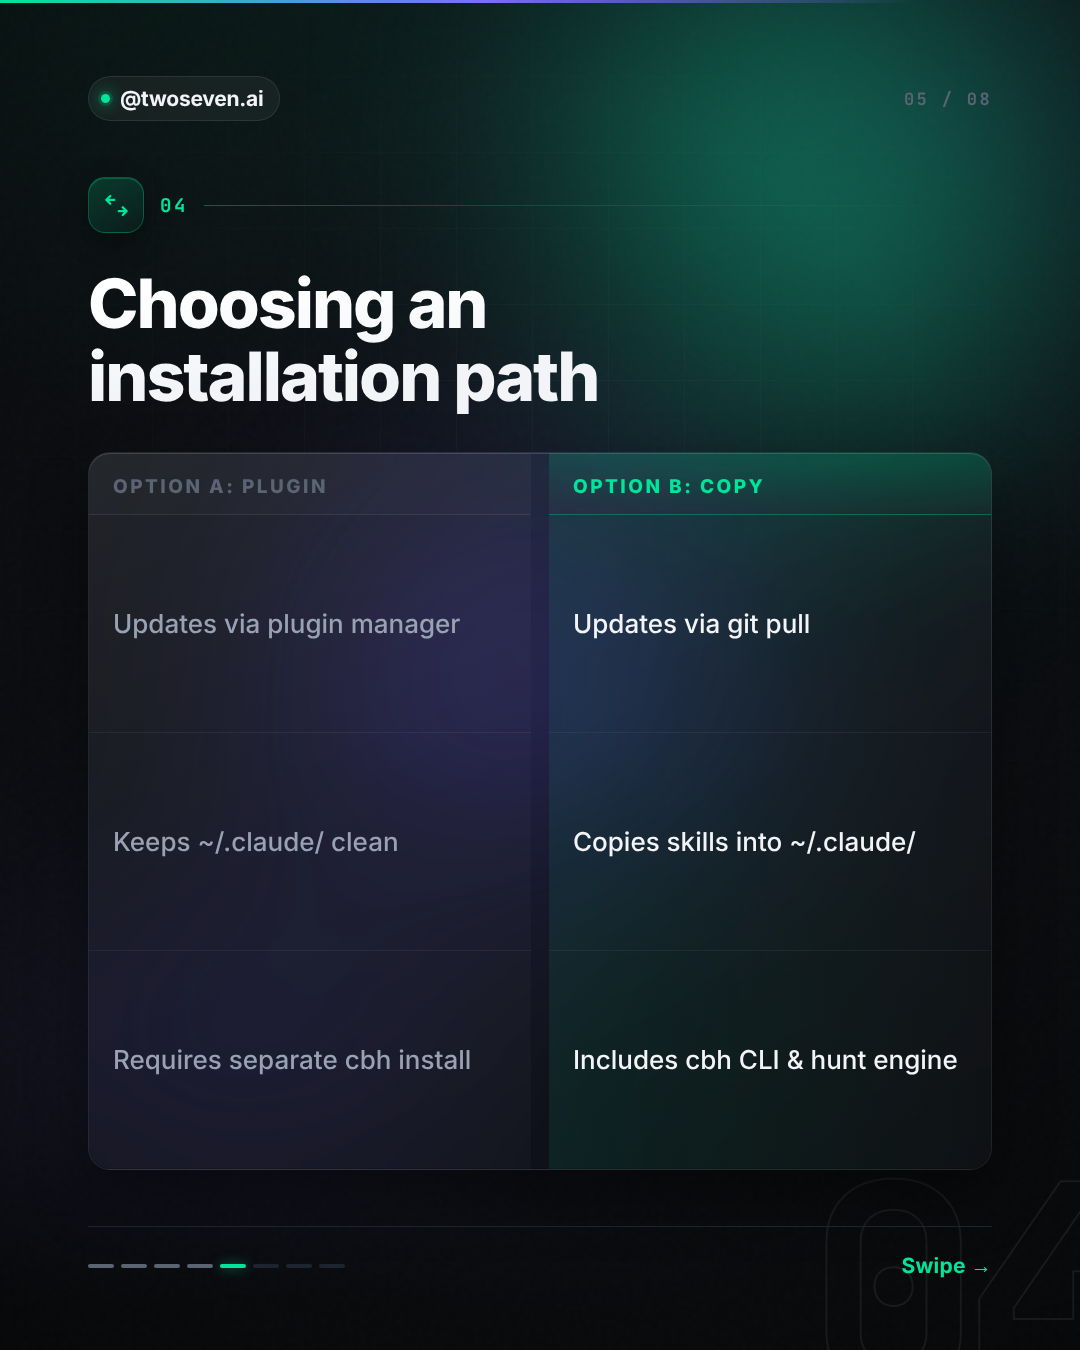 @twoseven.ai
05 / 08
04
Choosing an
installation path
OPTION A: PLUGIN
OPTION B: COPY
Updates via plugin manager
Updates via git pull
Keeps ~/.claude/ clean
Copies skills into ~/.claude/
Requires separate cbh install
Includes cbh CLI & hunt engine
Swipe →
04